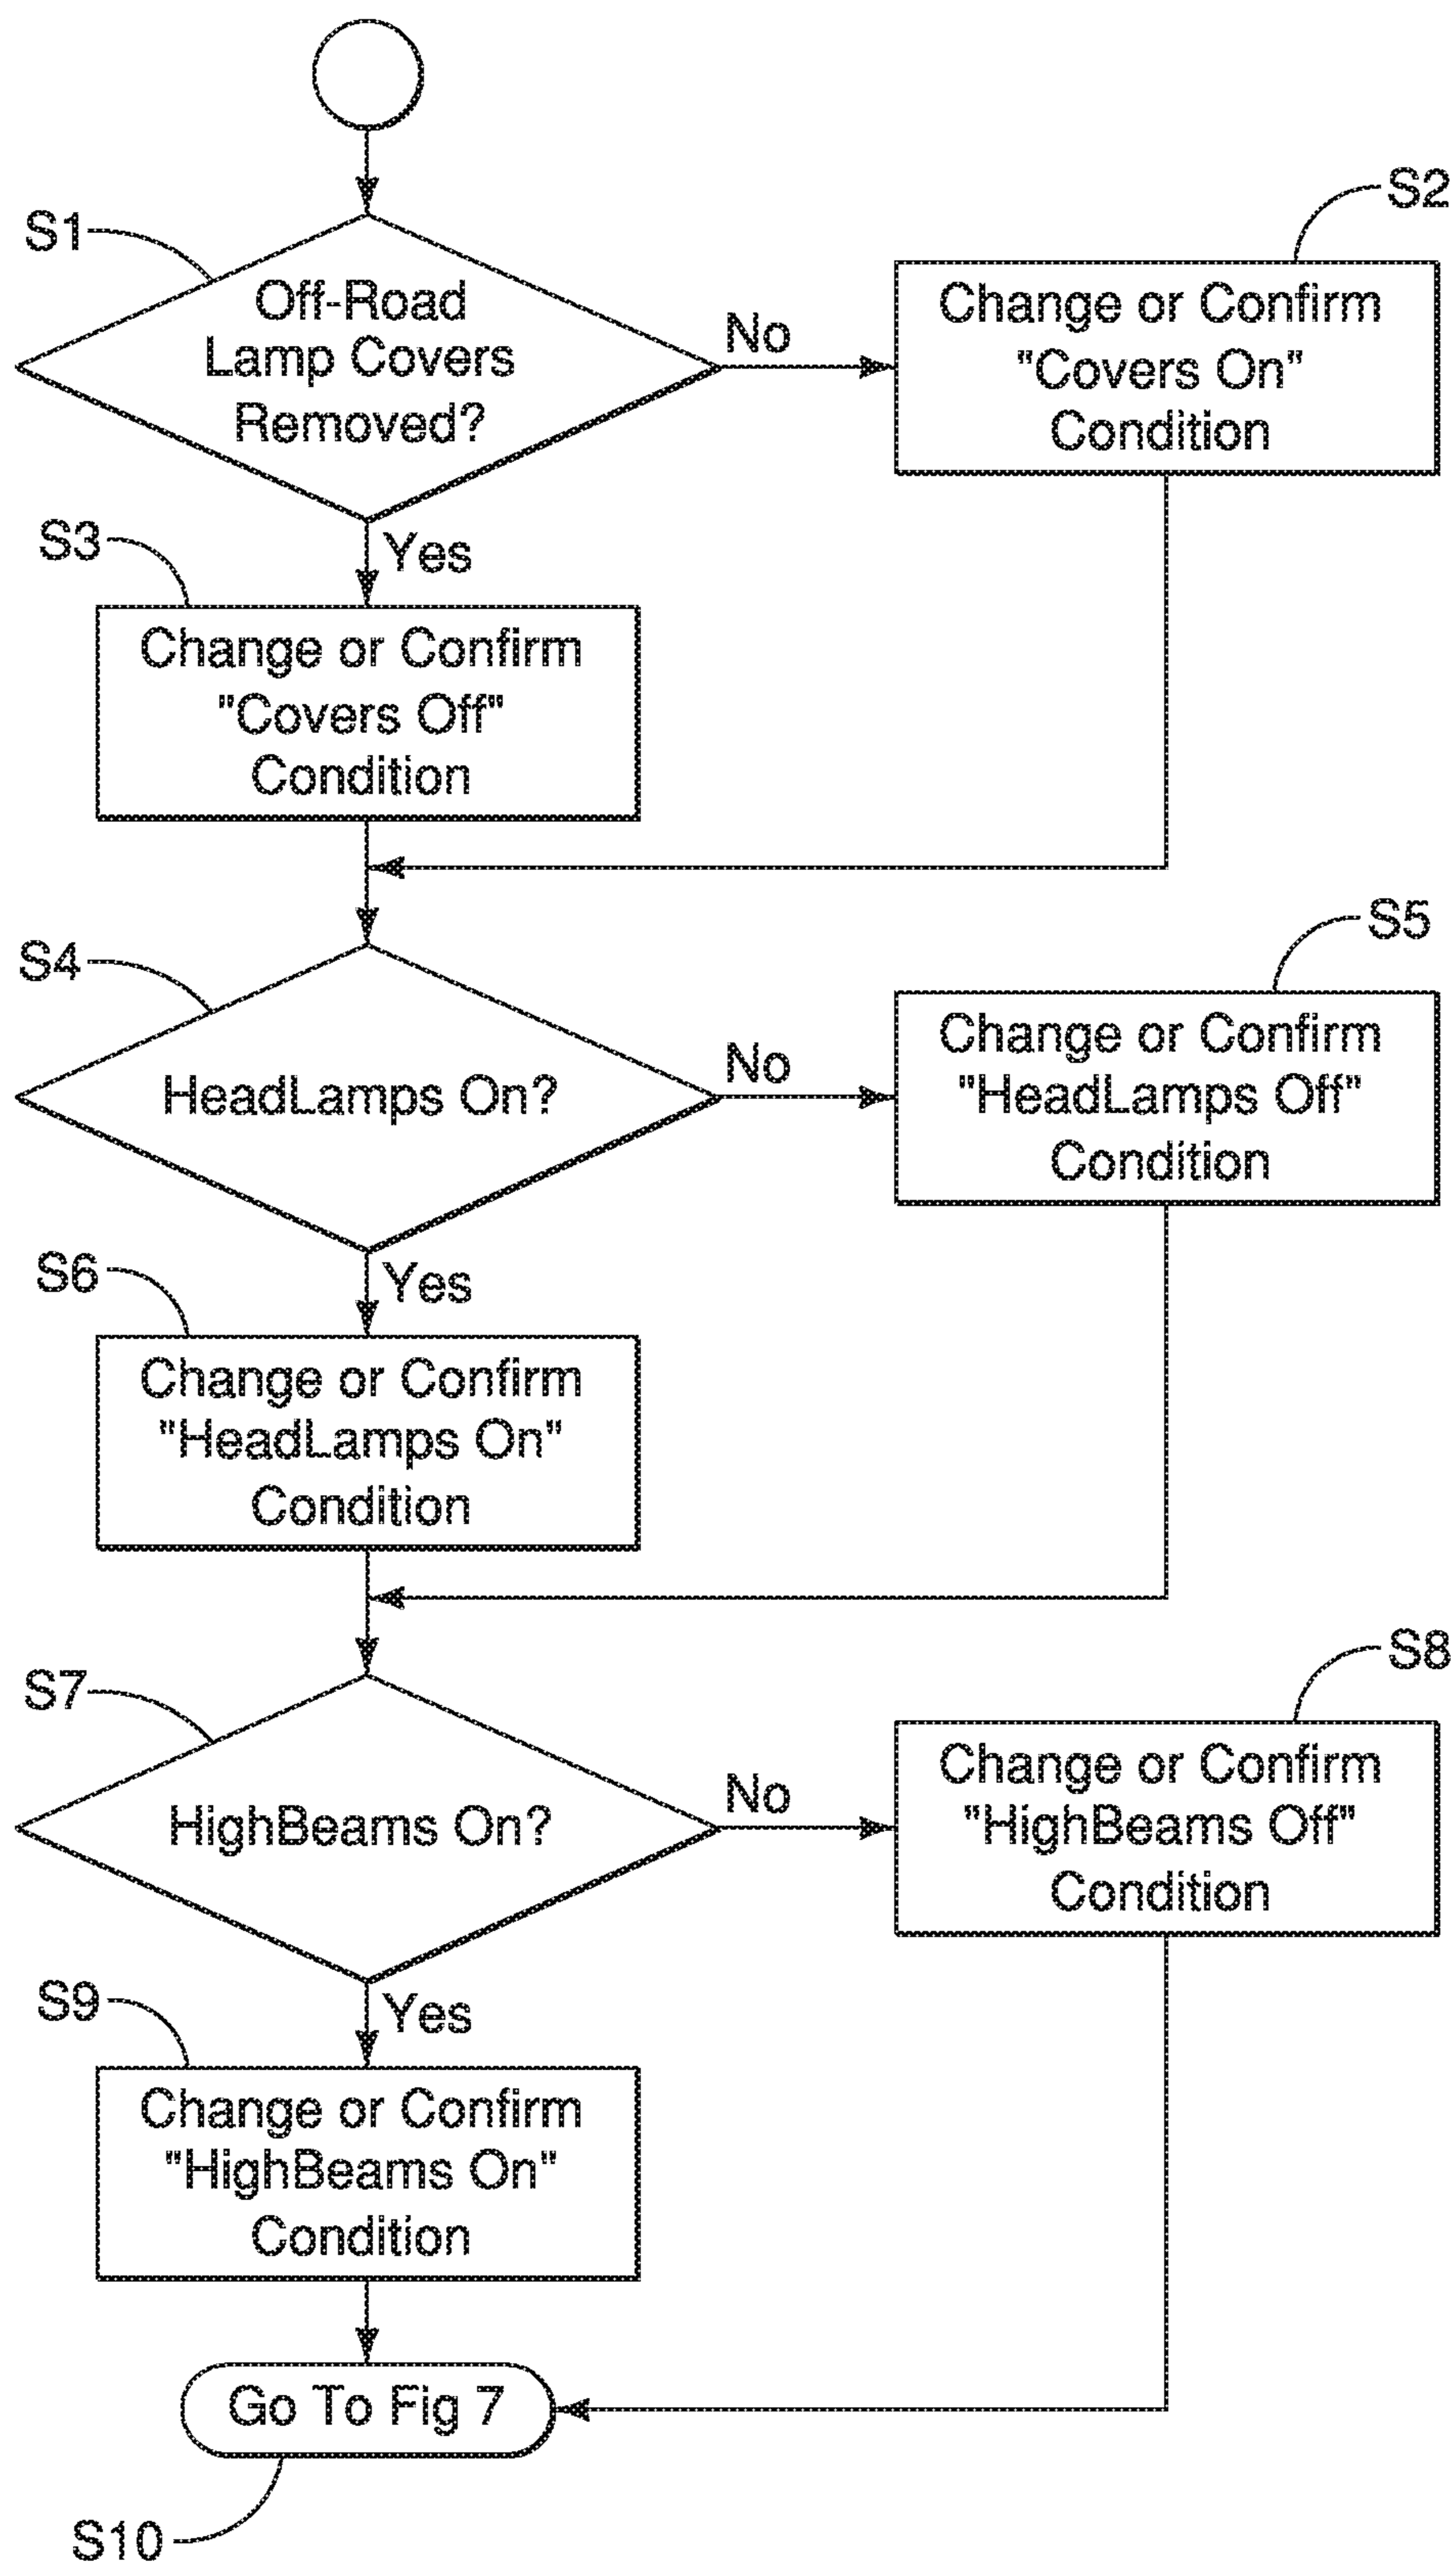 S1
Off-Road
Lamp Covers
Removed?
No
S2
Change or Confirm
"Covers On"
Condition
Yes
S3
Change or Confirm
"Covers Off"
Condition
S4
HeadLamps On?
No
S5
Change or Confirm
"HeadLamps Off"
Condition
Yes
S6
Change or Confirm
"HeadLamps On"
Condition
S7
HighBeams On?
No
S8
Change or Confirm
"HighBeams Off"
Condition
Yes
S9
Change or Confirm
"HighBeams On"
Condition
Go To Fig 7
S10